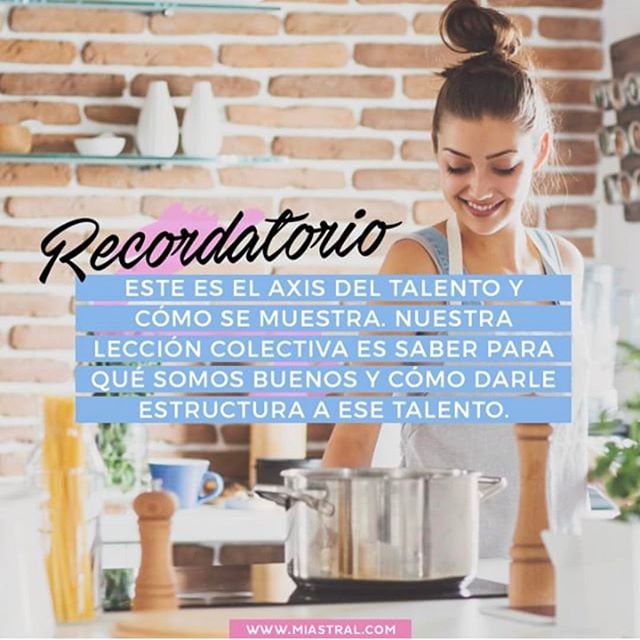 Recordatorio
ESTE ES EL AXIS DEL TALENTO Y
CÓMO SE MUESTRA. NUESTRA
LECCIÓN COLECTIVA ES SABER PARA
QUÉ SOMOS BUENOS Y CÓMO DARLE
ESTRUCTURA A ESE TALENTO.
WWW.MIASTRAL.COM